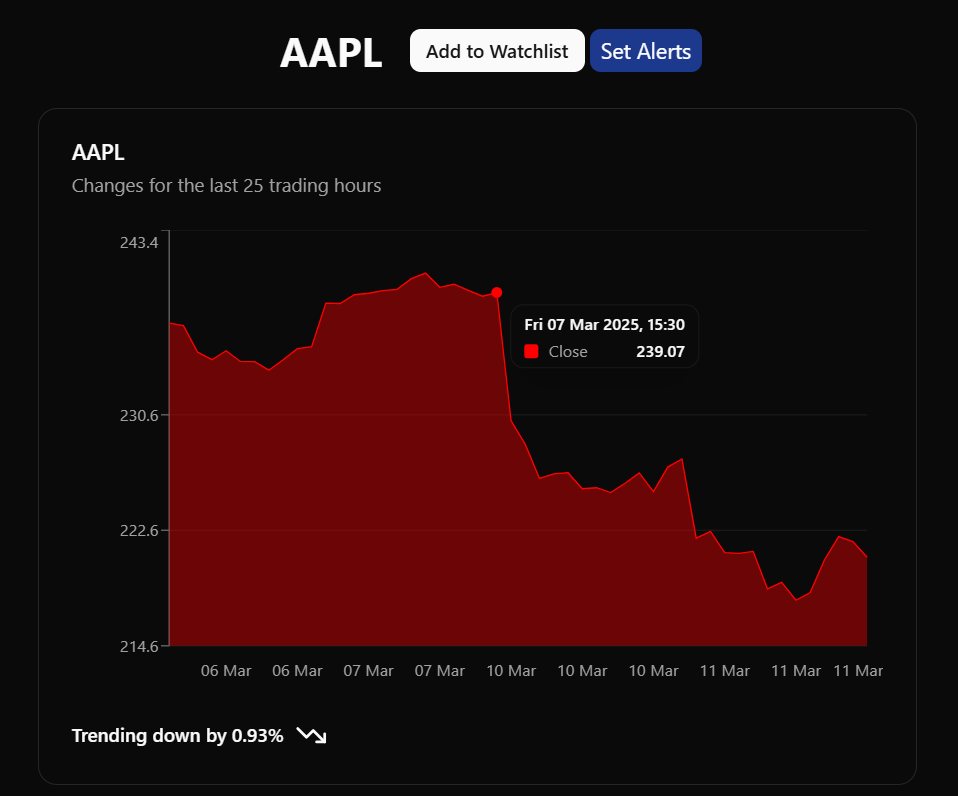 AAPL Add to Watchlist Set Alerts
AAPL
Changes for the last 25 trading hours
243.4
Fri 07 Mar 2025, 15:30
Close 239.07
230.6
222.6
214.6
06 Mar 06 Mar 07 Mar 07 Mar 10 Mar 10 Mar 10 Mar 11 Mar 11 Mar 11 Mar
Trending down by 0.93%